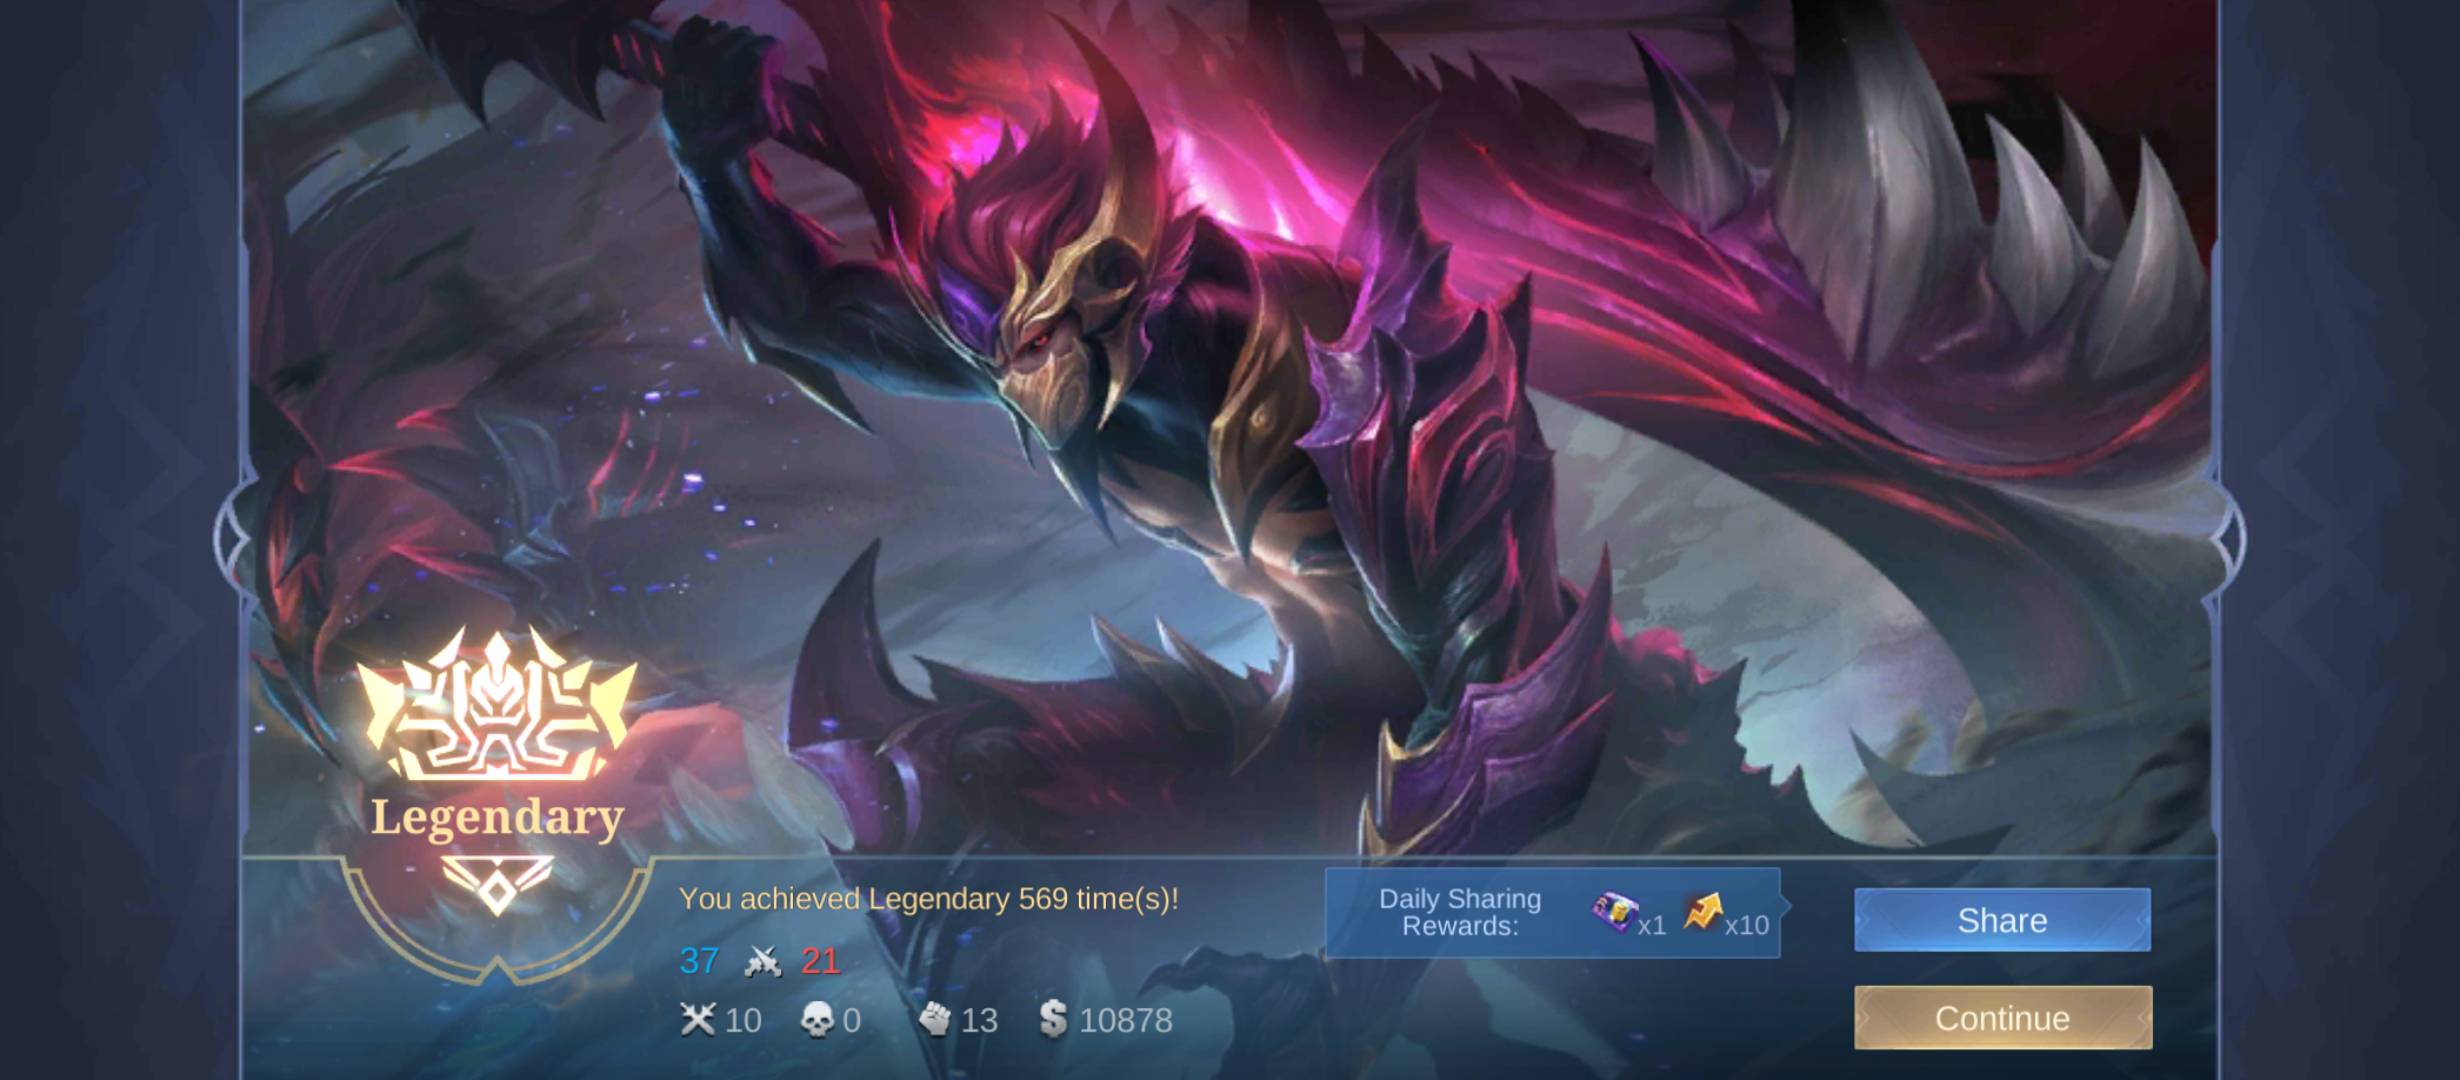 Legendary
You achieved Legendary 569 time(s)!
37 21
10 0 13 10878
Daily Sharing
Rewards:
x1 x10
Share
Continue